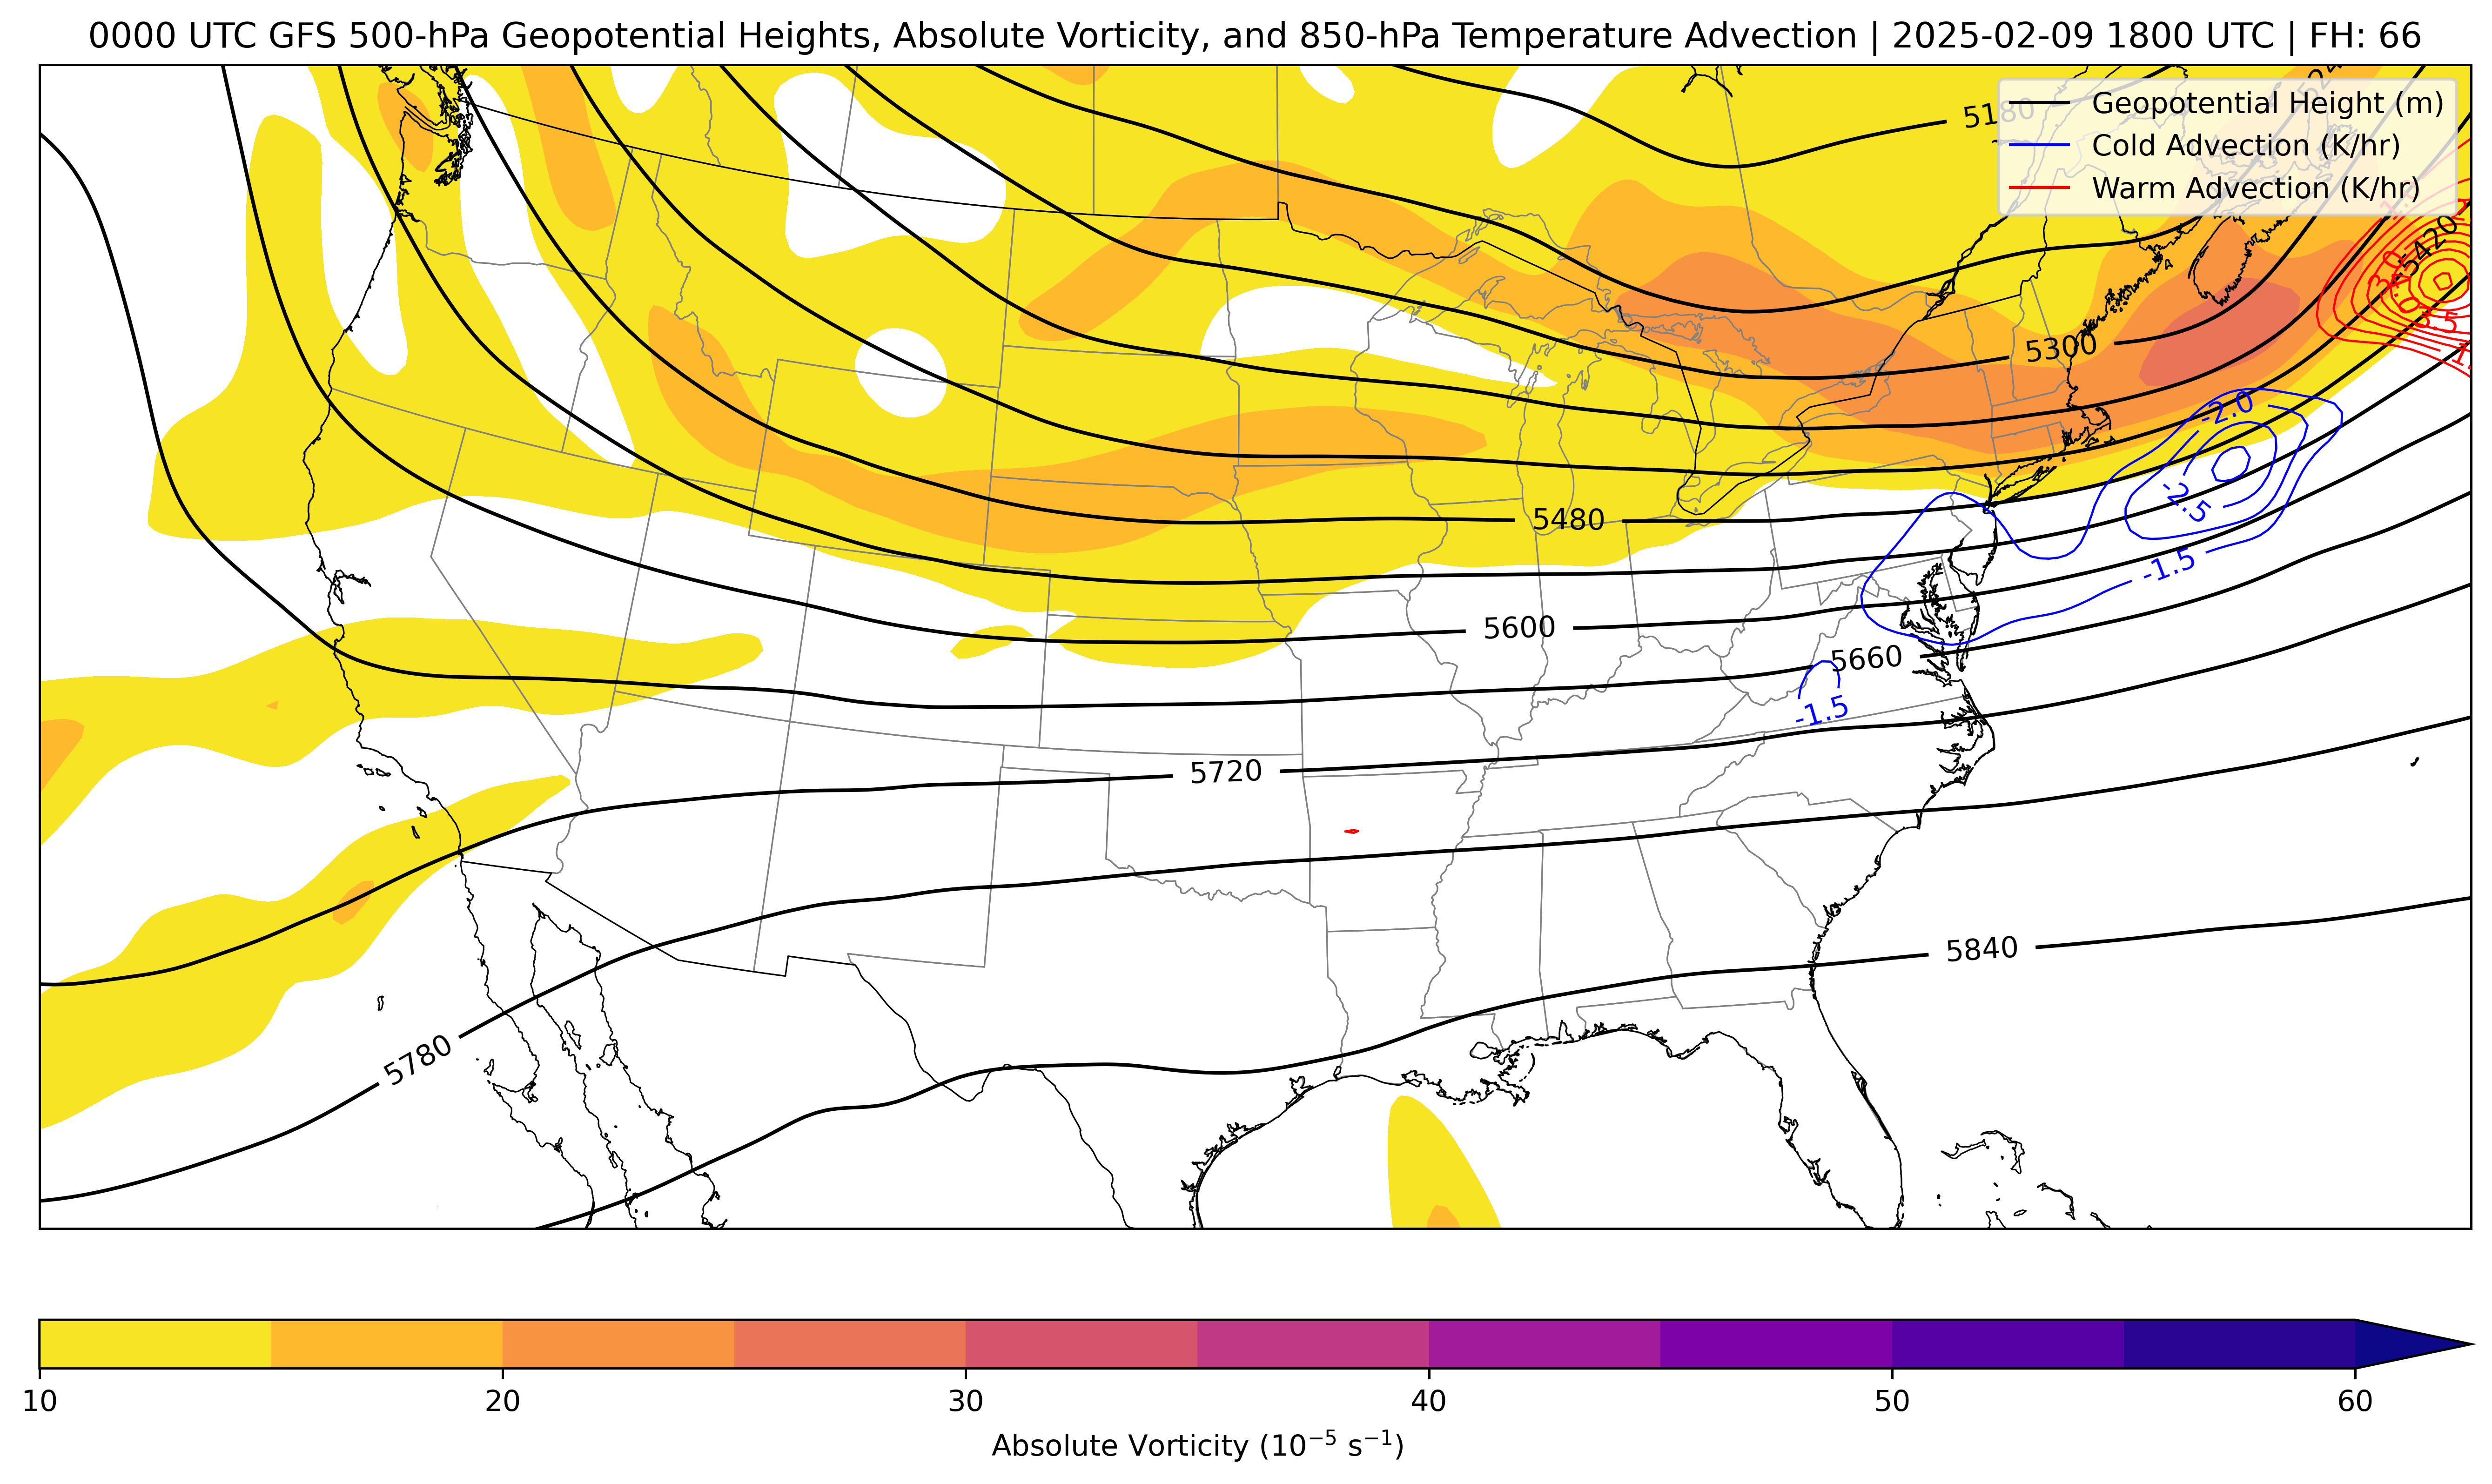 0000 UTC GFS 500-hPa Geopotential Heights, Absolute Vorticity, and 850-hPa Temperature Advection | 2025-02-09 1800 UTC | FH: 66
Geopotential Height (m)
Cold Advection (K/hr)
Warm Advection (K/hr)
5180
5420
3.0
5300
-2.0
-2.5
5480
-1.5
5600
5660
-1.5
5720
5840
5780
10 20 30 40 50 60
Absolute Vorticity (10⁻⁵ s⁻¹)